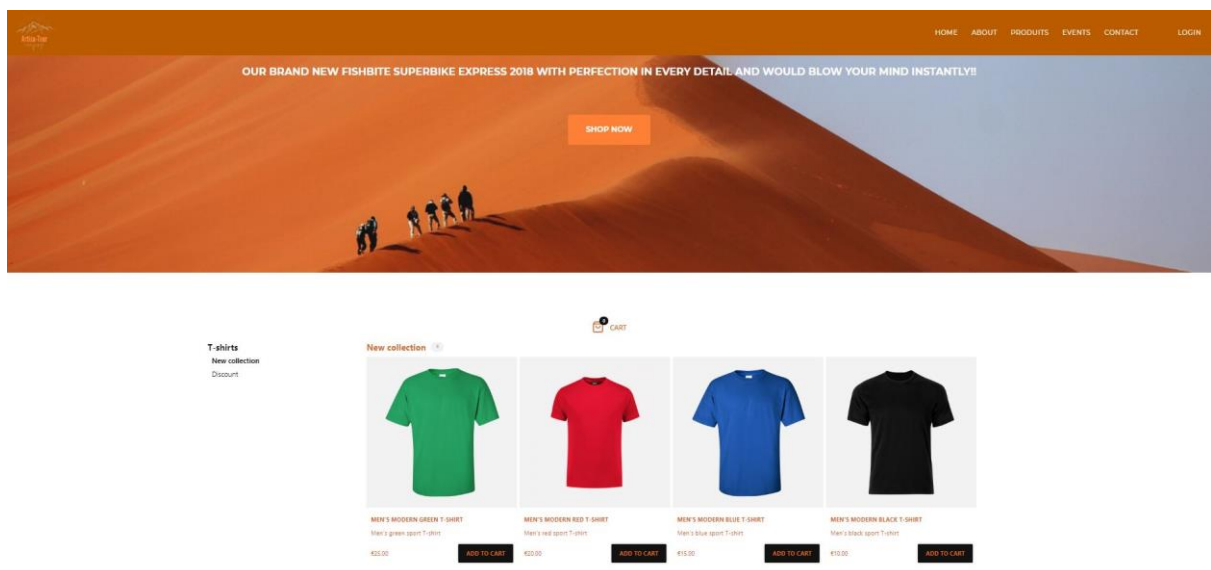 HOME ABOUT PRODUITS EVENTS CONTACT LOGIN
OUR BRAND NEW FISHBITE SUPERBIKE EXPRESS 2018 WITH PERFECTION IN EVERY DETAIL AND WOULD BLOW YOUR MIND INSTANTLY!!
SHOP NOW
0
CART
T-shirts
New collection
Discount
New collection
MEN'S MODERN GREEN T-SHIRT
Men's green sport T-shirt
€25.00
ADD TO CART
MEN'S MODERN RED T-SHIRT
Men's red sport T-shirt
€20.00
ADD TO CART
MEN'S MODERN BLUE T-SHIRT
Men's blue sport T-shirt
€15.00
ADD TO CART
MEN'S MODERN BLACK T-SHIRT
Men's black sport T-shirt
€10.00
ADD TO CART